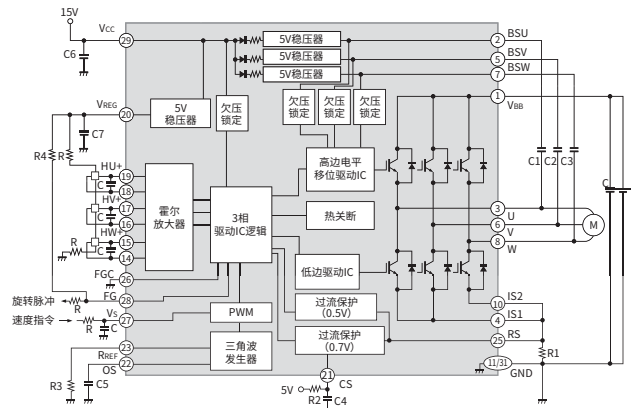 15V
VCC
29
C6
5V稳压器
5V稳压器
5V稳压器
2
BSU
5
BSV
7
BSW
1
VBB
VREG
20
C7
5V
稳压器
欠压
锁定
欠压
锁定
欠压
锁定
欠压
锁定
R4
R
HU+
19
C
18
HV+
17
C
16
HW+
15
R
C
14
霍尔
放大器
3相
驱动IC逻辑
高边电平
移位驱动IC
热关断
低边驱动IC
C1
C2
C3
C
3
U
6
V
8
W
M
FGC
26
FG
28
旋转脉冲
R
VS
27
速度指令
R
C
PWM
过流保护
(0.5V)
过流保护
(0.7V)
10
IS2
4
IS1
25
RS
R1
23
RREF
22
OS
三角波
发生器
R3
C5
11/31
GND
21
CS
5V
R2
C4